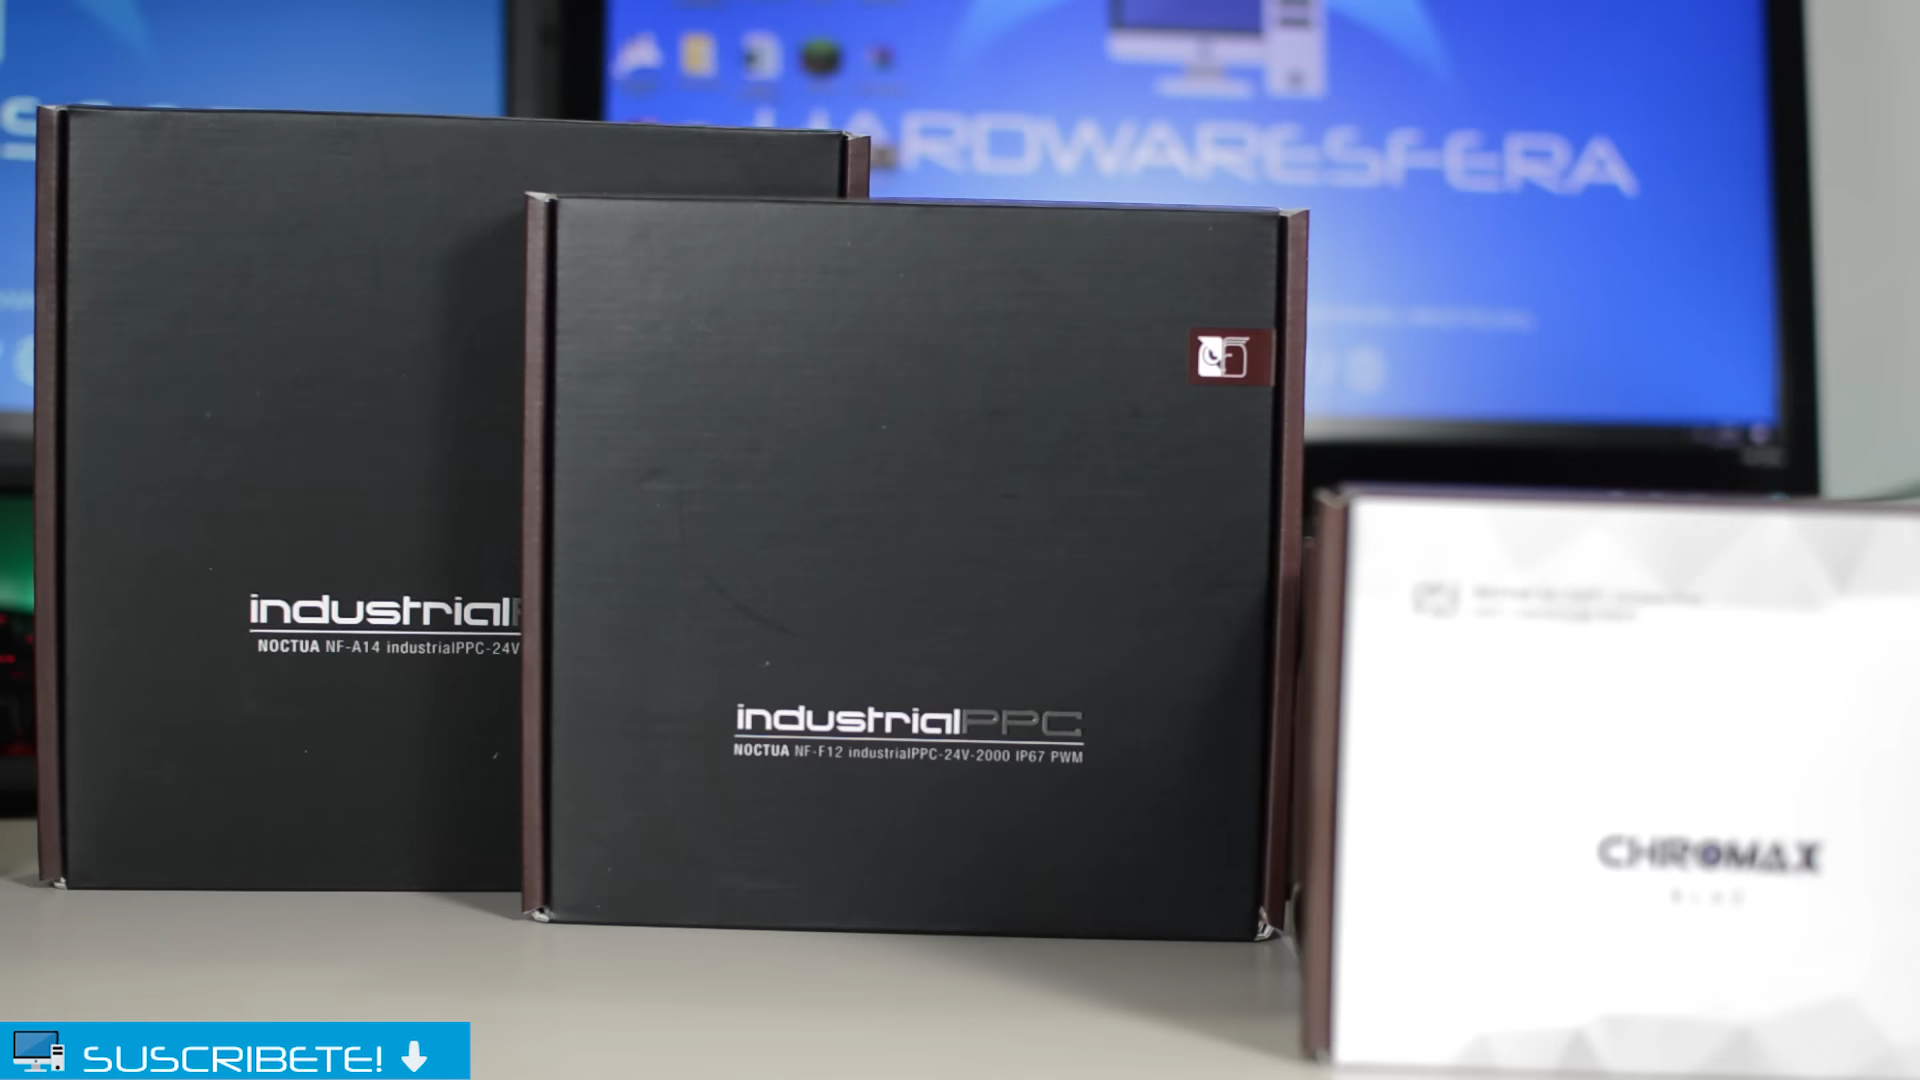 HARDWARESFERA
industrial
NOCTUA NF-A14 industrialPPC-24V
industrialPPC
NOCTUA NF-F12 industrialPPC-24V-2000 IP67 PWM
CHROMAX
SUSCRIBETE!